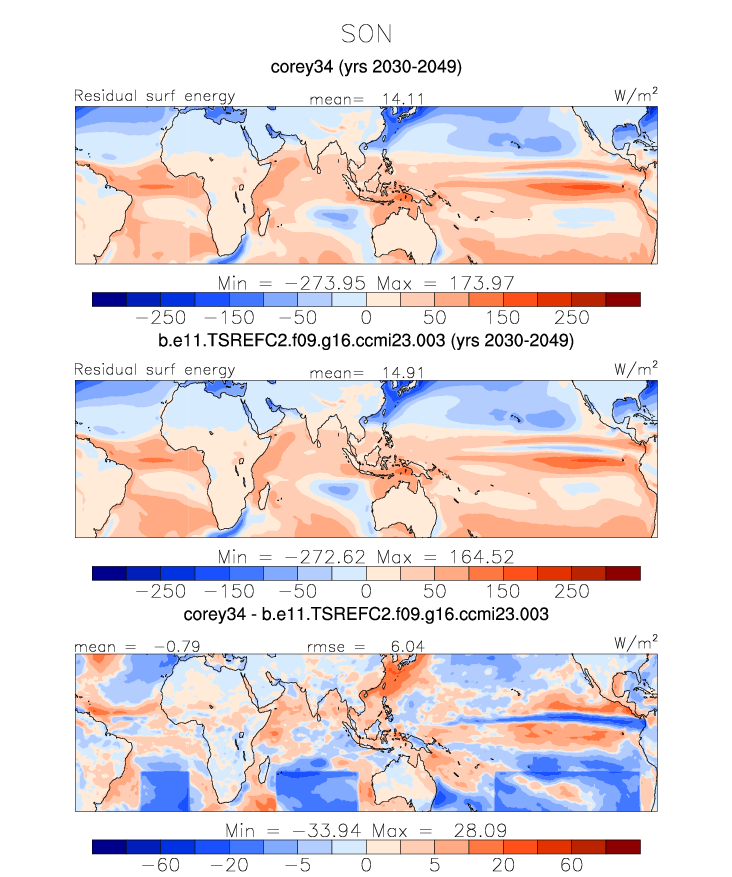 SON
corey34 (yrs 2030-2049)
Residual surf energy mean= 14.11 W/m²
Min = −273.95 Max = 173.97
−250 −150 −50 0 50 150 250
b.e11.TSREFC2.f09.g16.ccmi23.003 (yrs 2030-2049)
Residual surf energy mean= 14.91 W/m²
Min = −272.62 Max = 164.52
−250 −150 −50 0 50 150 250
corey34 - b.e11.TSREFC2.f09.g16.ccmi23.003
mean = −0.79 rmse = 6.04 W/m²
Min = −33.94 Max = 28.09
−60 −20 −5 0 5 20 60